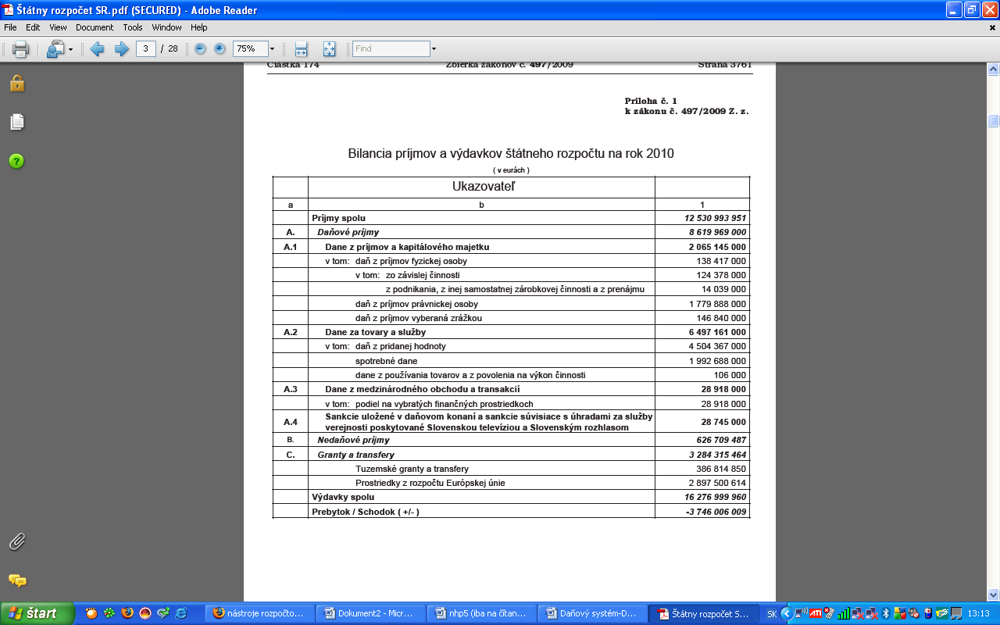 Štátny rozpočet SR.pdf (SECURED) - Adobe Reader
File Edit View Document Tools Window Help
3 / 28 75% Find
Čiastka 174 Zbierka zákonov č. 497/2009 Strana 3761
Príloha č. 1
k zákonu č. 497/2009 Z. z.
Bilancia príjmov a výdavkov štátneho rozpočtu na rok 2010
( v eurách )
Ukazovateľ
a b 1
Príjmy spolu 12 530 993 951
A. Daňové príjmy 8 619 969 000
A.1 Dane z príjmov a kapitálového majetku 2 065 145 000
v tom: daň z príjmov fyzickej osoby 138 417 000
v tom: zo závislej činnosti 124 378 000
z podnikania, z inej samostatnej zárobkovej činnosti a z prenájmu 14 039 000
daň z príjmov právnickej osoby 1 779 888 000
daň z príjmov vyberaná zrážkou 146 840 000
A.2 Dane za tovary a služby 6 497 161 000
v tom: daň z pridanej hodnoty 4 504 367 000
spotrebné dane 1 992 688 000
dane z používania tovarov a z povolenia na výkon činnosti 106 000
A.3 Dane z medzinárodného obchodu a transakcií 28 918 000
v tom: podiel na vybratých finančných prostriedkoch 28 918 000
A.4 Sankcie uložené v daňovom konaní a sankcie súvisiace s úhradami za služby
verejnosti poskytované Slovenskou televíziou a Slovenským rozhlasom 28 745 000
B. Nedaňové príjmy 626 709 487
C. Granty a transfery 3 284 315 464
Tuzemské granty a transfery 386 814 850
Prostriedky z rozpočtu Európskej únie 2 897 500 614
Výdavky spolu 16 276 999 960
Prebytok / Schodok ( +/- ) -3 746 006 009
štart nástroje rozpočto... Dokument2 - Micr... nhp5 (iba na čítan... Daňový systém-D... Štátny rozpočet S... SK ATI 13:13